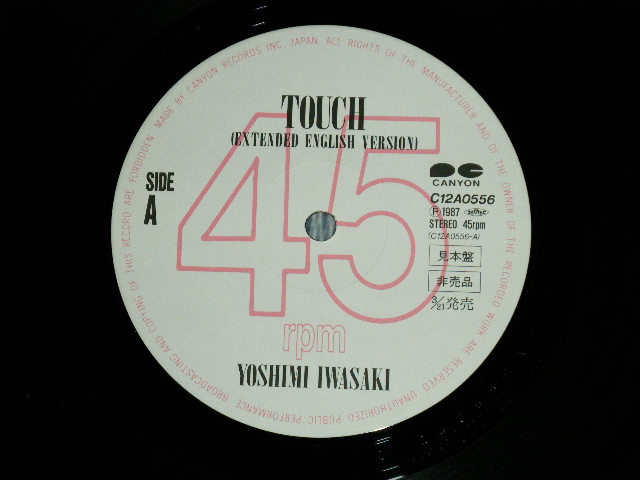 MADE BY CANYON RECORDS INC. JAPAN. ALL RIGHTS OF THE MANUFACTURER AND OF THE OWNER OF THE RECORDED WORK ARE RESERVED. UNAUTHORIZED PUBLIC PERFORMANCE BROADCASTING AND COPYING OF THIS RECORD ARE FORBIDDEN.
TOUCH
(EXTENDED ENGLISH VERSION)
45
rpm
SIDE
A
PC
CANYON
C12A0556
Ⓟ1987
STEREO 45rpm
(C12A0556-A)
見本盤
非売品
3/21発売
YOSHIMI IWASAKI